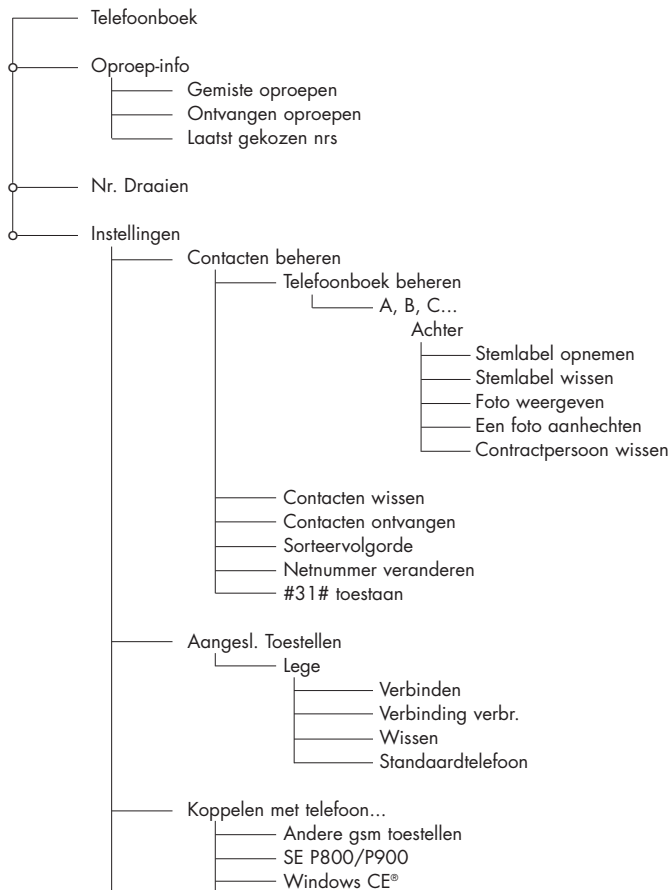 Telefoonboek
Oproep-info
Gemiste oproepen
Ontvangen oproepen
Laatst gekozen nrs
Nr. Draaien
Instellingen
Contacten beheren
Telefoonboek beheren
A, B, C...
Achter
Stemlabel opnemen
Stemlabel wissen
Foto weergeven
Een foto aanhechten
Contractpersoon wissen
Contacten wissen
Contacten ontvangen
Sorteervolgorde
Netnummer veranderen
#31# toestaan
Aangesl. Toestellen
Lege
Verbinden
Verbinding verbr.
Wissen
Standaardtelefoon
Koppelen met telefoon...
Andere gsm toestellen
SE P800/P900
Windows CE®